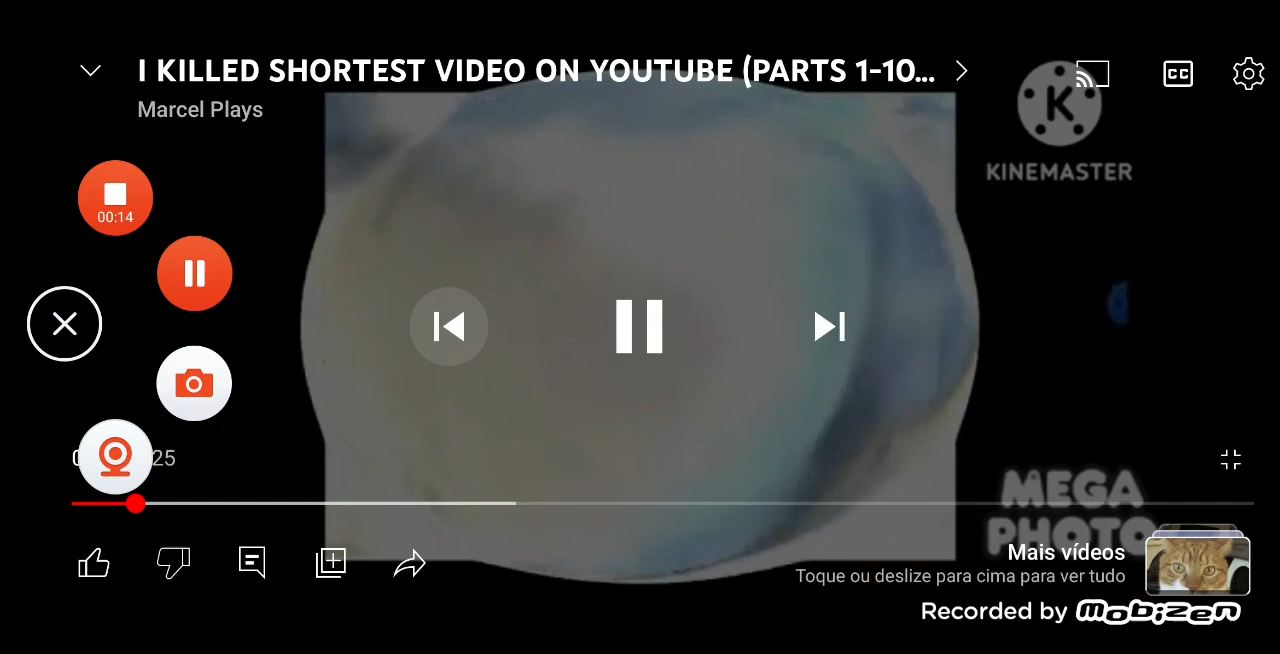 I KILLED SHORTEST VIDEO ON YOUTUBE (PARTS 1-10...
Marcel Plays
CC
K
KINEMASTER
00:14
25
MEGA
PHOTO
Mais vídeos
Toque ou deslize para cima para ver tudo
Recorded by mobizen